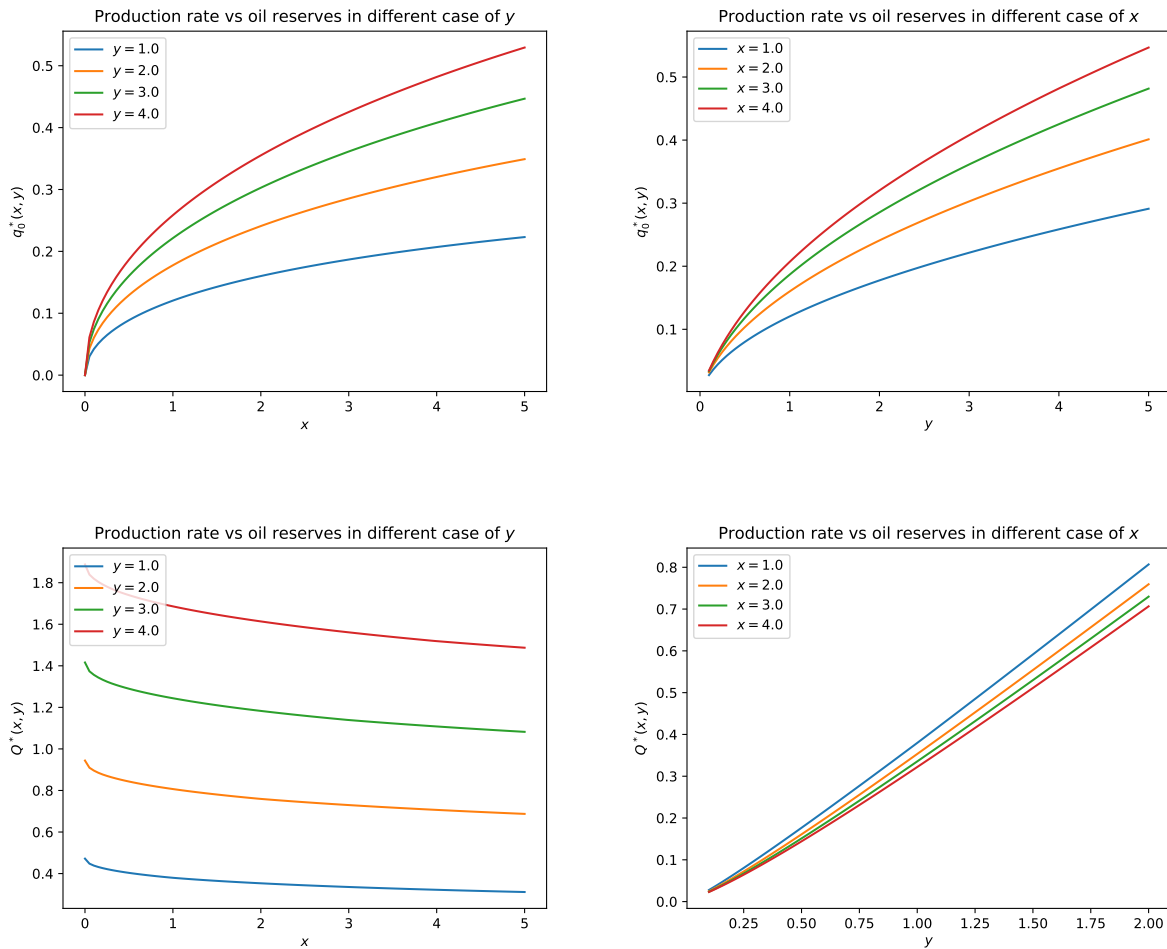 Production rate vs oil reserves in different case of y
q₀*(x, y)
0.5
0.4
0.3
0.2
0.1
0.0
y = 1.0
y = 2.0
y = 3.0
y = 4.0
0 1 2 3 4 5
x
Production rate vs oil reserves in different case of x
q₀*(x, y)
0.5
0.4
0.3
0.2
0.1
x = 1.0
x = 2.0
x = 3.0
x = 4.0
0 1 2 3 4 5
y
Production rate vs oil reserves in different case of y
Q*(x, y)
1.8
1.6
1.4
1.2
1.0
0.8
0.6
0.4
y = 1.0
y = 2.0
y = 3.0
y = 4.0
0 1 2 3 4 5
x
Production rate vs oil reserves in different case of x
Q*(x, y)
0.8
0.7
0.6
0.5
0.4
0.3
0.2
0.1
0.0
x = 1.0
x = 2.0
x = 3.0
x = 4.0
0.25 0.50 0.75 1.00 1.25 1.50 1.75 2.00
y